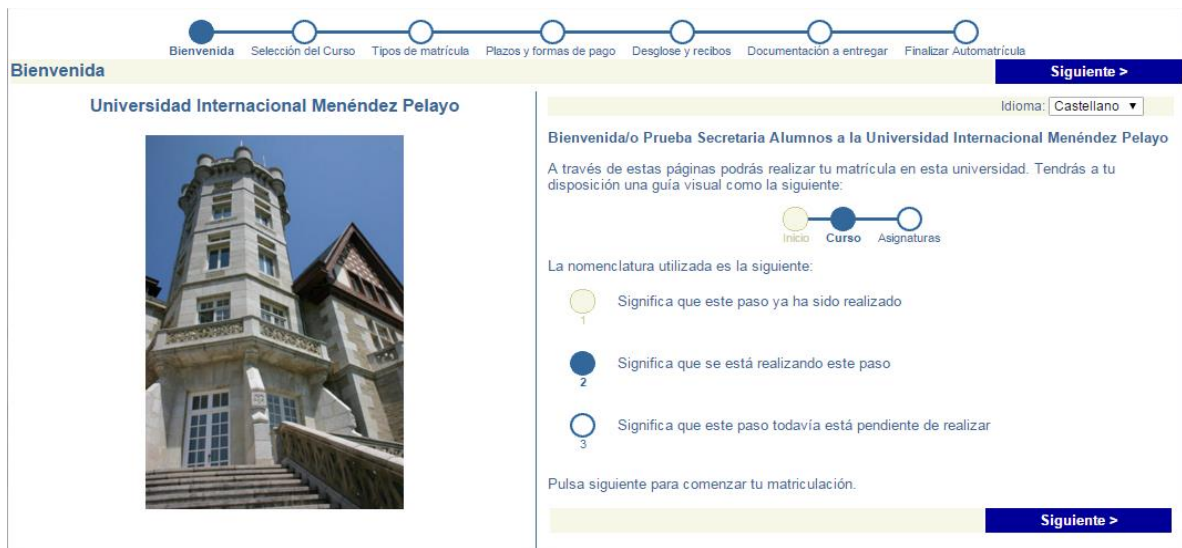 Bienvenida Selección del Curso Tipos de matrícula Plazos y formas de pago Desglose y recibos Documentación a entregar Finalizar Automatrícula
Bienvenida
Siguiente >
Universidad Internacional Menéndez Pelayo
Idioma: Castellano ▼
Bienvenida/o Prueba Secretaria Alumnos a la Universidad Internacional Menéndez Pelayo
A través de estas páginas podrás realizar tu matrícula en esta universidad. Tendrás a tu
disposición una guía visual como la siguiente:
Inicio Curso Asignaturas
La nomenclatura utilizada es la siguiente:
Significa que este paso ya ha sido realizado
1
Significa que se está realizando este paso
2
Significa que este paso todavía está pendiente de realizar
3
Pulsa siguiente para comenzar tu matriculación.
Siguiente >